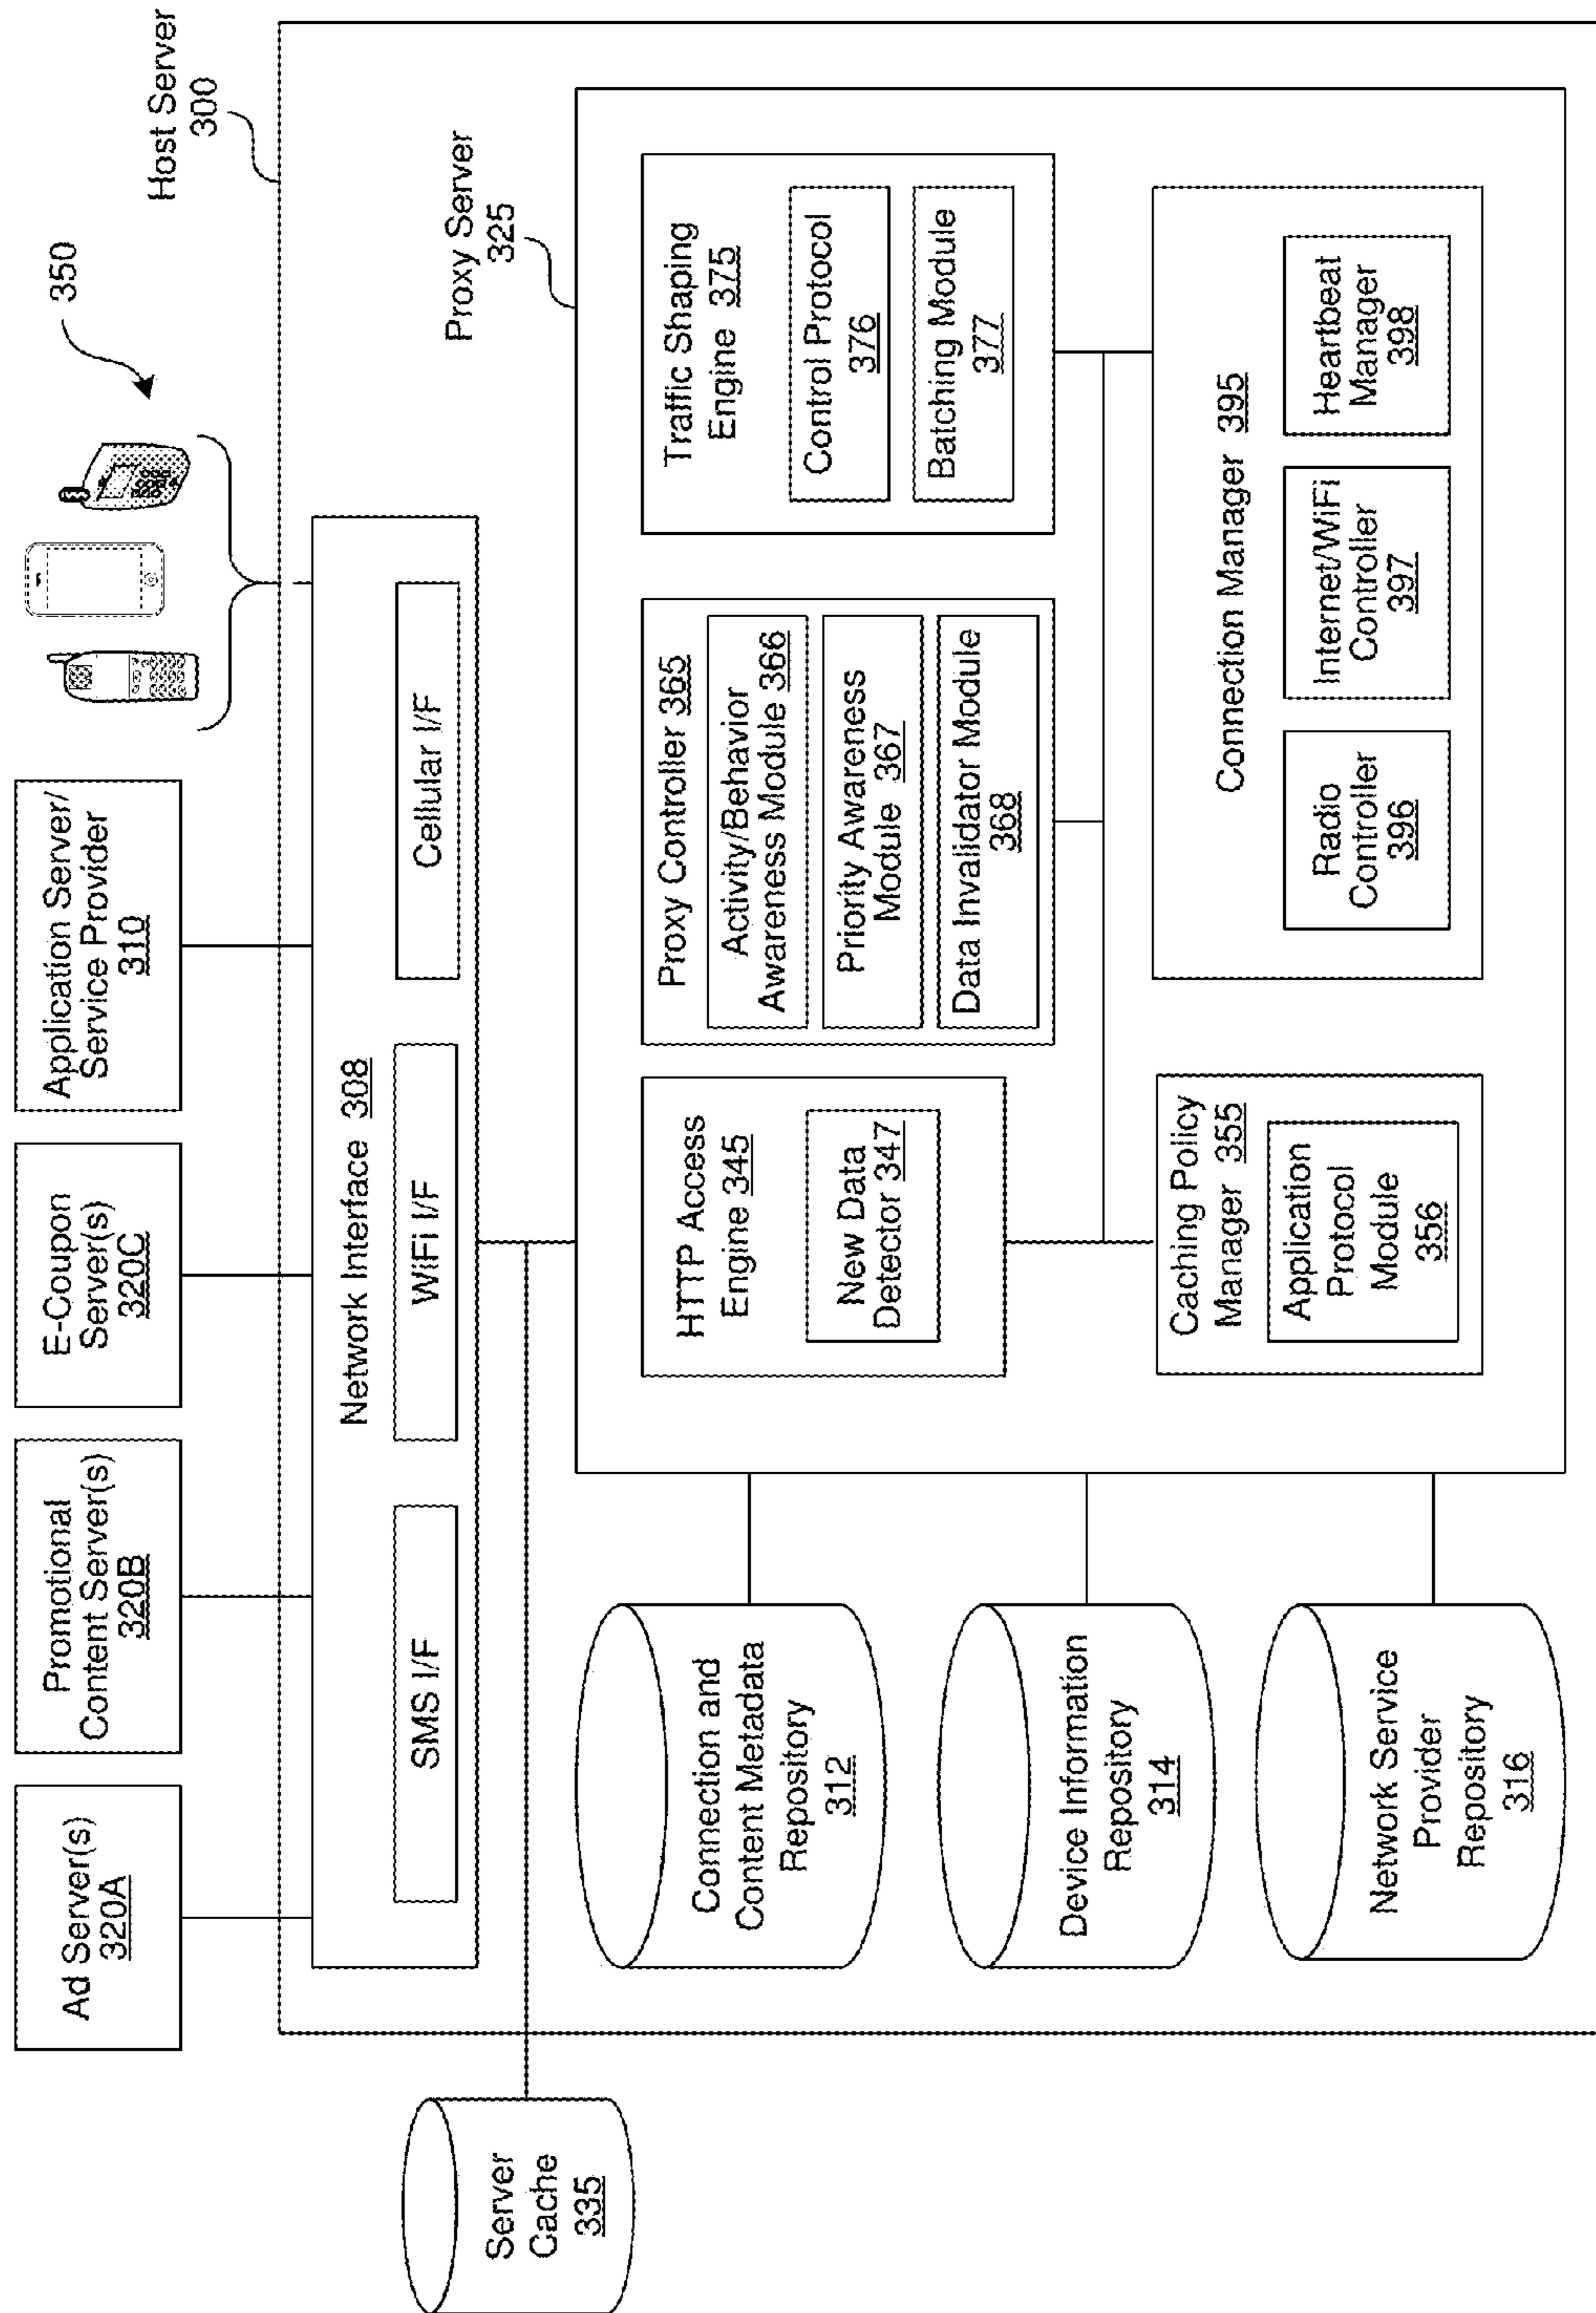 Ad Server(s)
320A
Promotional
Content Server(s)
320B
E-Coupon
Server(s)
320C
Application Server/
Service Provider
310
350
Host Server
300
Network Interface 308
SMS I/F
WiFi I/F
Cellular I/F
Server
Cache
335
Proxy Server
325
Connection and
Content Metadata
Repository
312
Device Information
Repository
314
Network Service
Provider
Repository
316
HTTP Access
Engine 345
New Data
Detector 347
Proxy Controller 365
Activity/Behavior
Awareness Module 366
Priority Awareness
Module 367
Data Invalidator Module
368
Traffic Shaping
Engine 375
Control Protocol
376
Batching Module
377
Caching Policy
Manager 355
Application
Protocol
Module
356
Connection Manager 395
Radio
Controller
396
Internet/WiFi
Controller
397
Heartbeat
Manager
398